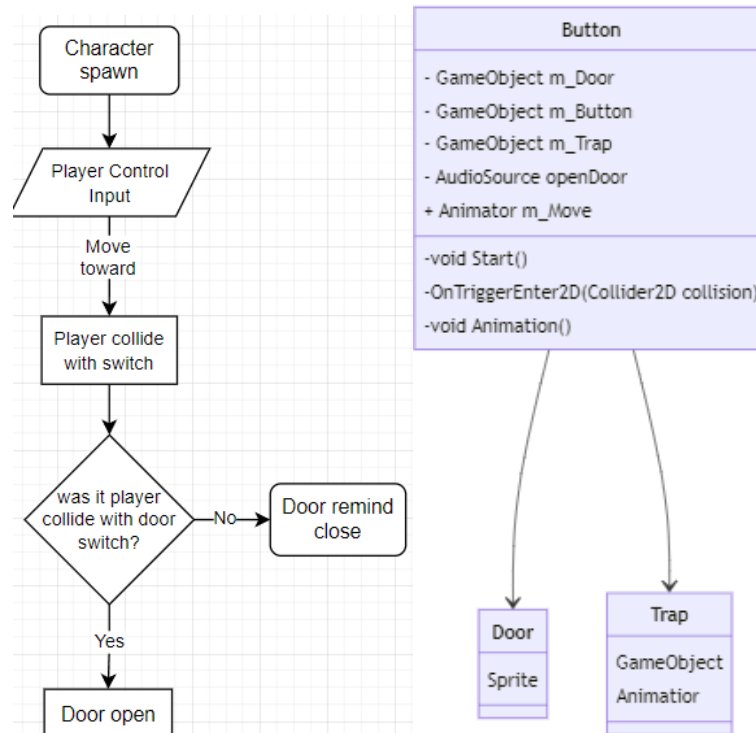 Character
spawn
Player Control
Input
Move
toward
Player collide
with switch
was it player
collide with door
switch?
No
Door remind
close
Yes
Door open
Button
- GameObject m_Door
- GameObject m_Button
- GameObject m_Trap
- AudioSource openDoor
+ Animator m_Move
-void Start()
-OnTriggerEnter2D(Collider2D collision)
-void Animation()
Door
Sprite
Trap
GameObject
Animatior